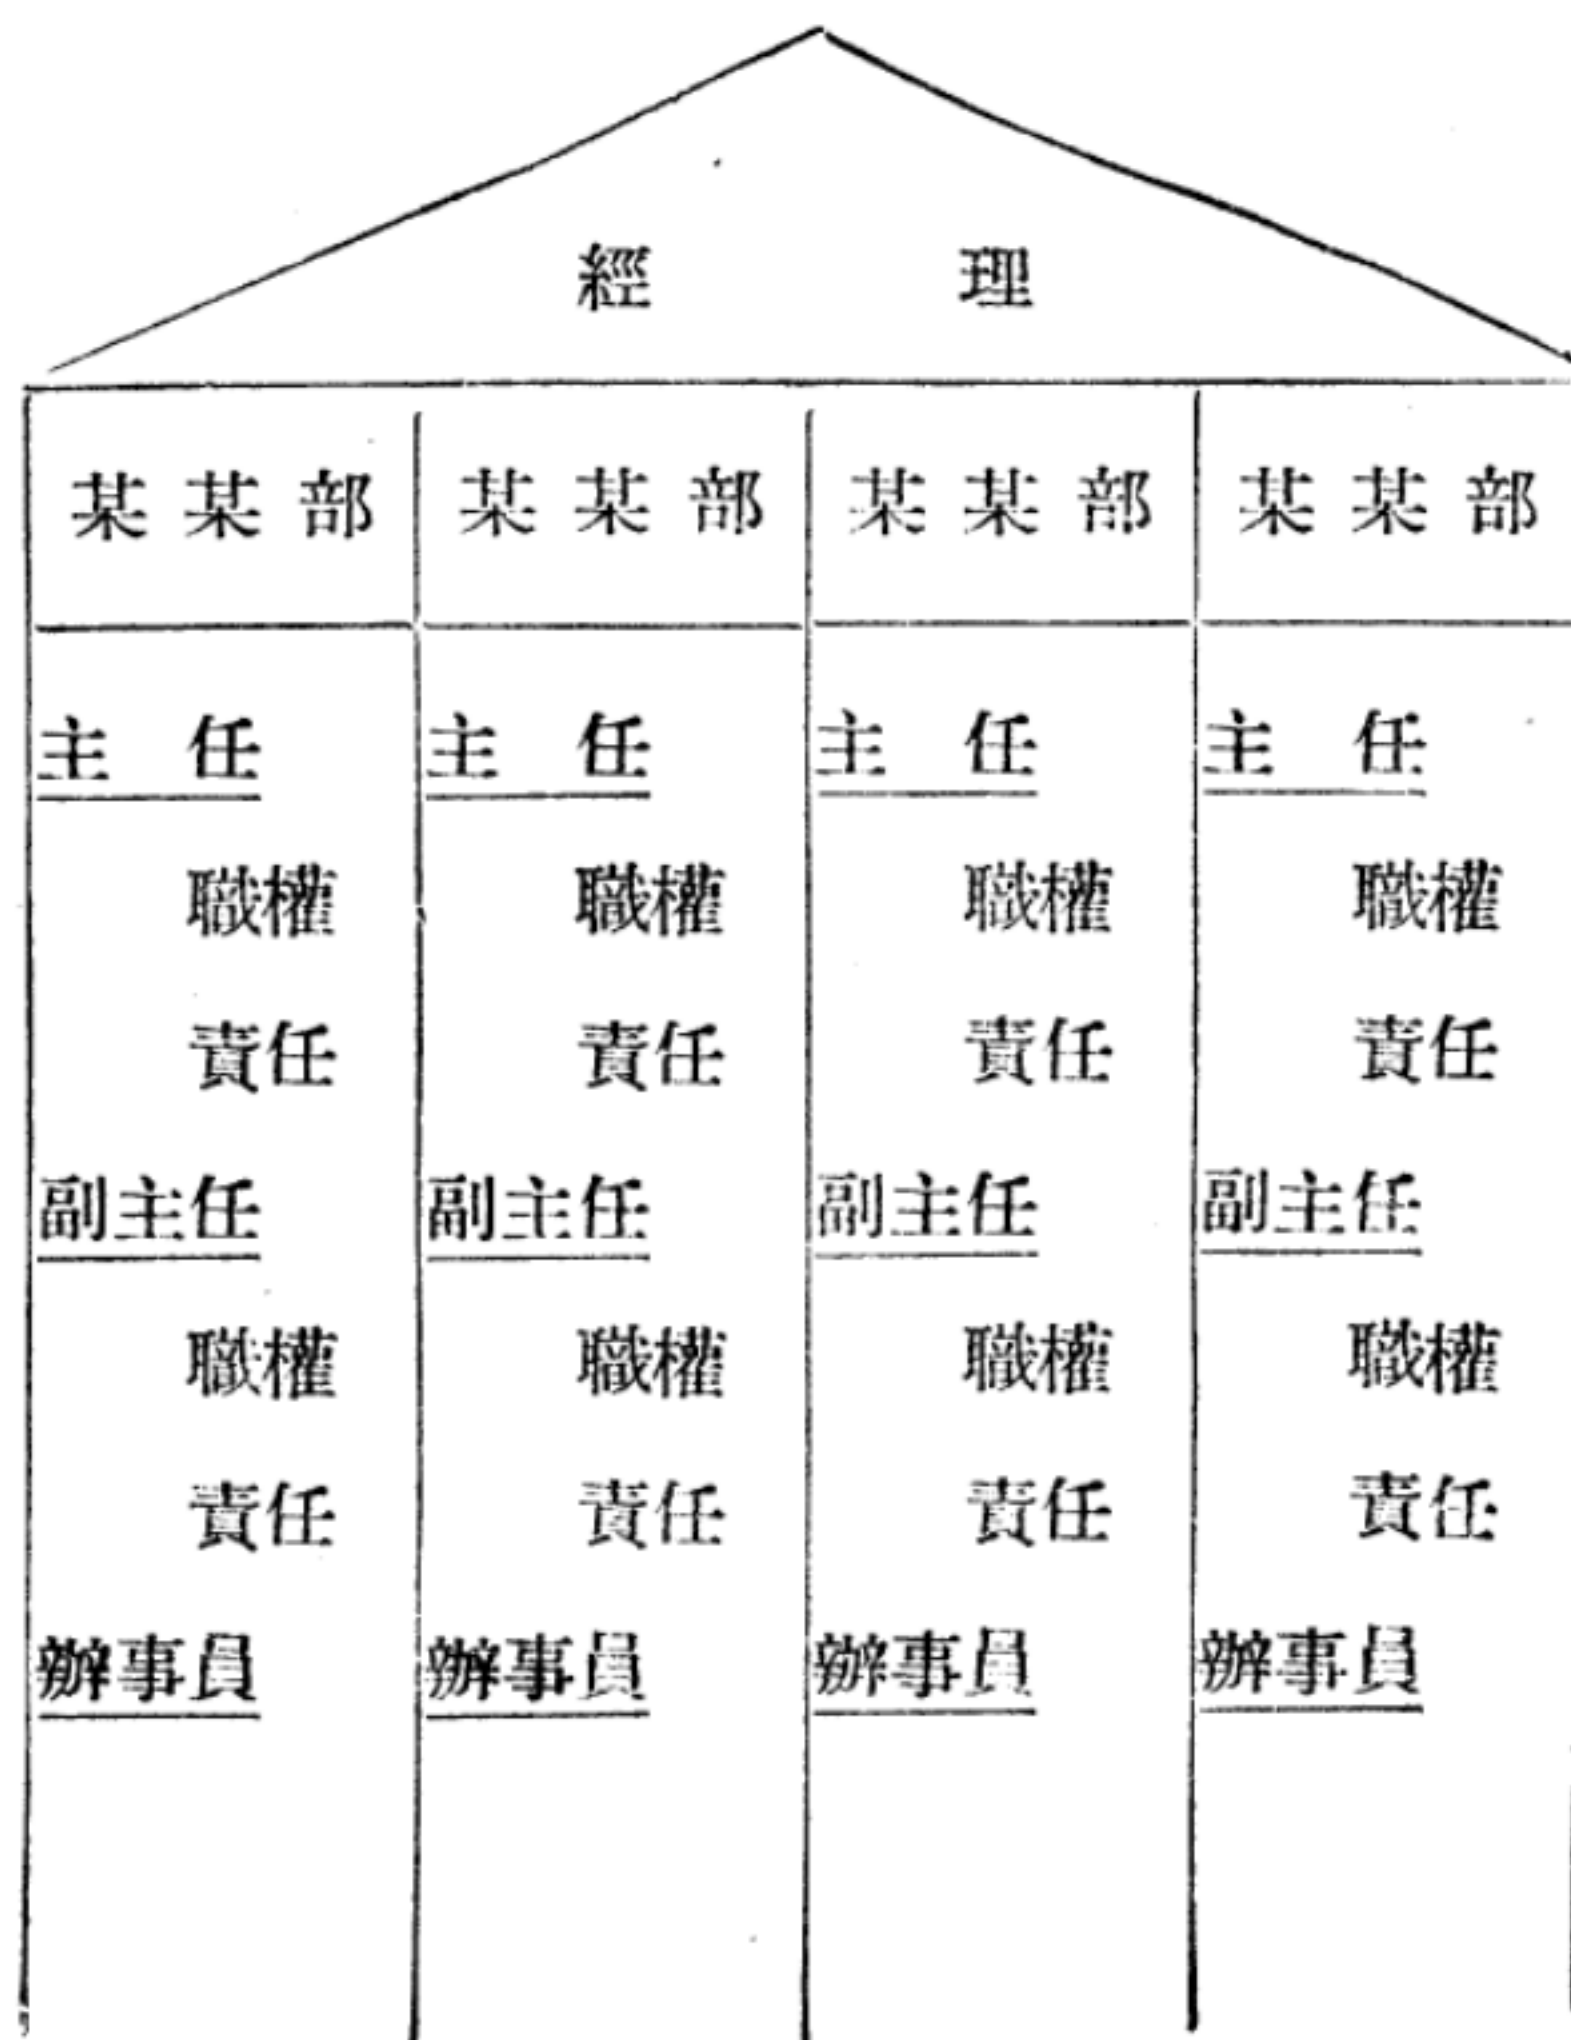 經 理
某某部 某某部 某某部 某某部
主任 主任 主任 主任
職權 職權 職權 職權
責任 責任 責任 責任
副主任 副主任 副主任 副主任
職權 職權 職權 職權
責任 責任 責任 責任
辦事員 辦事員 辦事員 辦事員